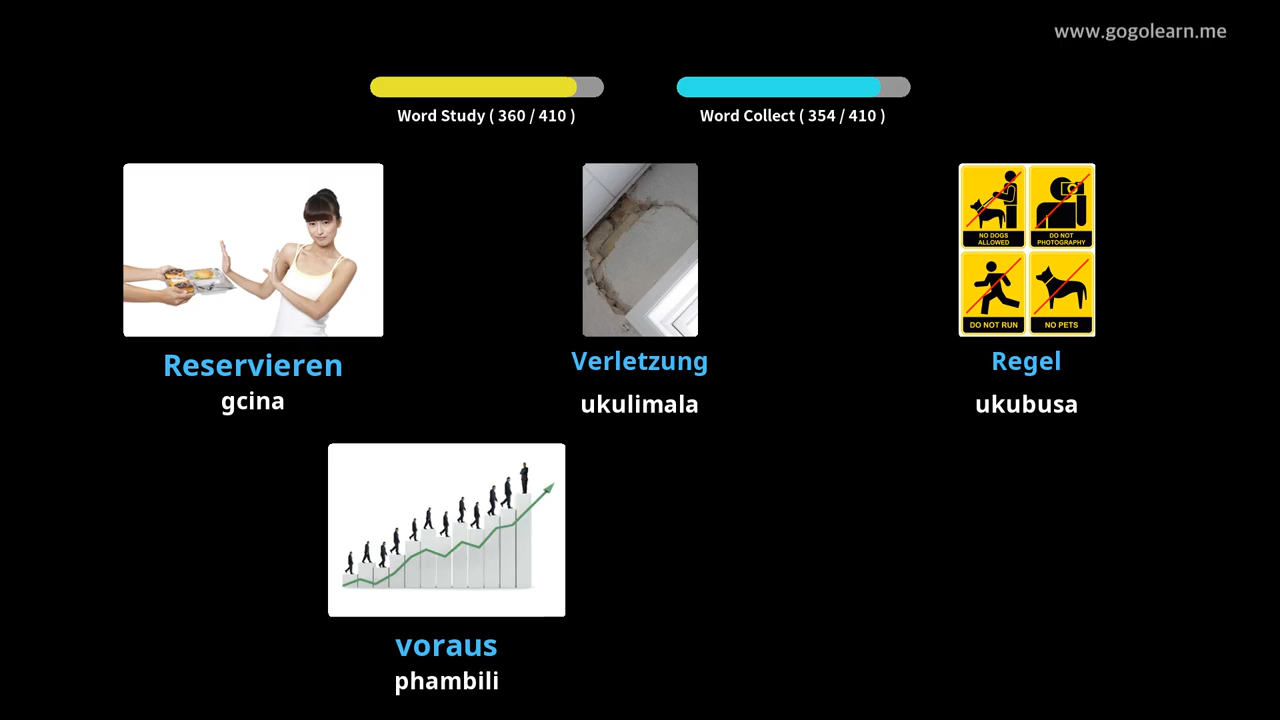 www.gogolearn.me
Word Study ( 360 / 410 )
Word Collect ( 354 / 410 )
NO DOGS
ALLOWED
DO NOT
PHOTOGRAPHY
DO NOT RUN
NO PETS
Reservieren
gcina
Verletzung
ukulimala
Regel
ukubusa
voraus
phambili